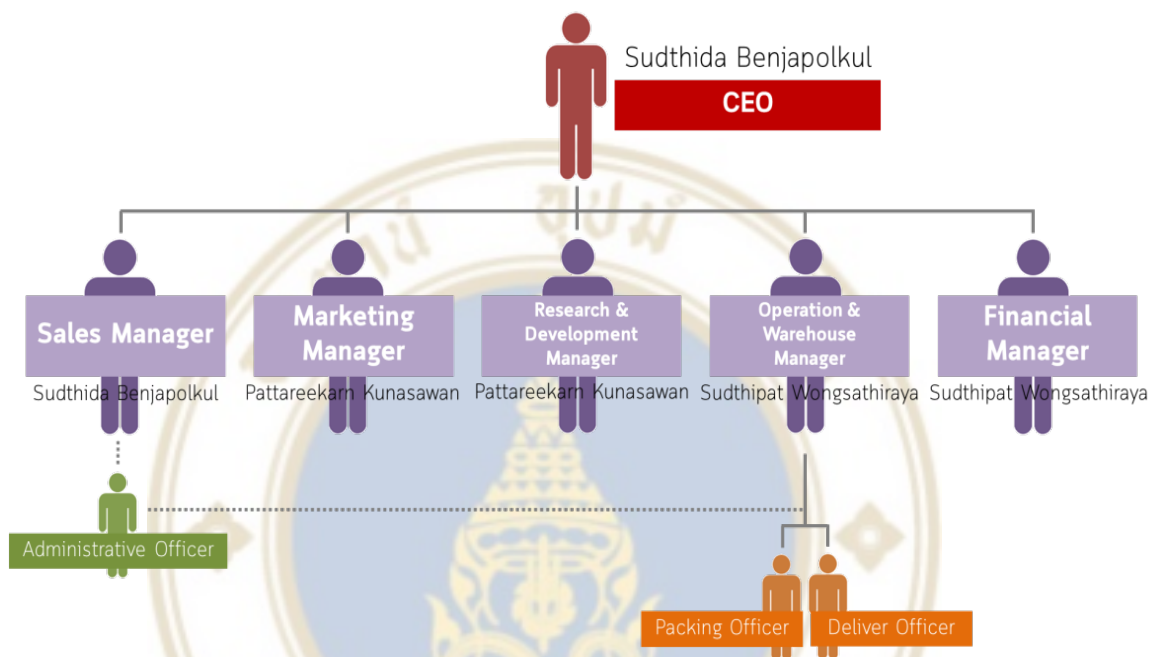 Sudthida Benjapolkul
CEO
Sales Manager
Sudthida Benjapolkul
Marketing
Manager
Pattareekarn Kunasawan
Research &
Development
Manager
Pattareekarn Kunasawan
Operation &
Warehouse
Manager
Sudthipat Wongsathiraya
Financial
Manager
Sudthipat Wongsathiraya
Administrative Officer
Packing Officer
Deliver Officer